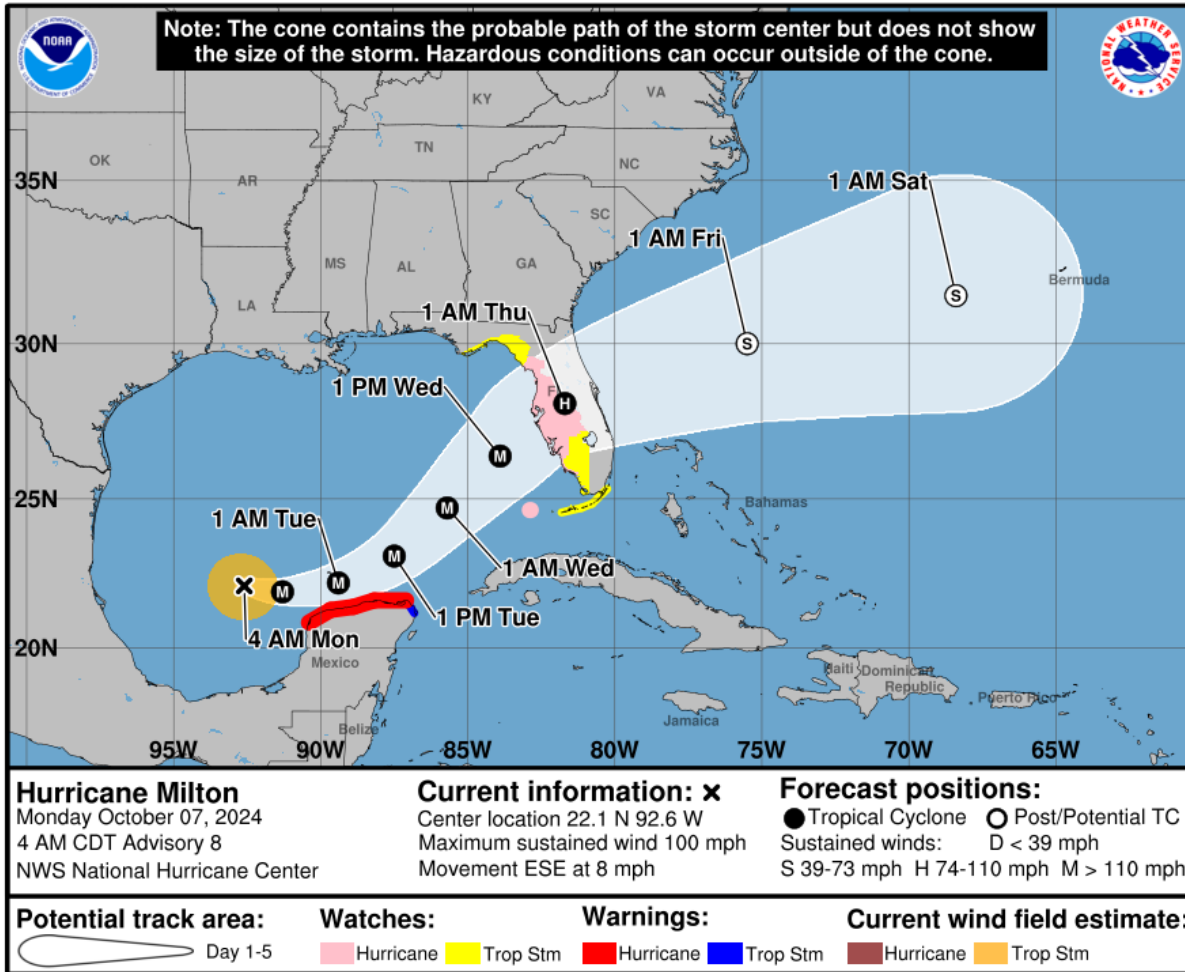 Note: The cone contains the probable path of the storm center but does not show
the size of the storm. Hazardous conditions can occur outside of the cone.
NOAA
NATIONAL WEATHER SERVICE
KY
VA
OK
TN
NC
AR
35N
1 AM Sat
SC
1 AM Fri
MS
AL
GA
LA
Bermuda
S
1 AM Thu
S
30N
1 PM Wed
H
M
25N
Bahamas
M
1 AM Tue
M
1 AM Wed
M
M
1 PM Tue
4 AM Mon
20N
Mexico
Haiti
Dominican
Republic
Puerto Rico
Jamaica
Belize
95W
90W
85W
80W
75W
70W
65W
Hurricane Milton
Monday October 07, 2024
4 AM CDT Advisory 8
NWS National Hurricane Center
Current information: ×
Center location 22.1 N 92.6 W
Maximum sustained wind 100 mph
Movement ESE at 8 mph
Forecast positions:
Tropical Cyclone
Post/Potential TC
Sustained winds: D < 39 mph
S 39-73 mph H 74-110 mph M > 110 mph
Potential track area:
Day 1-5
Watches:
Hurricane
Trop Stm
Warnings:
Hurricane
Trop Stm
Current wind field estimate:
Hurricane
Trop Stm